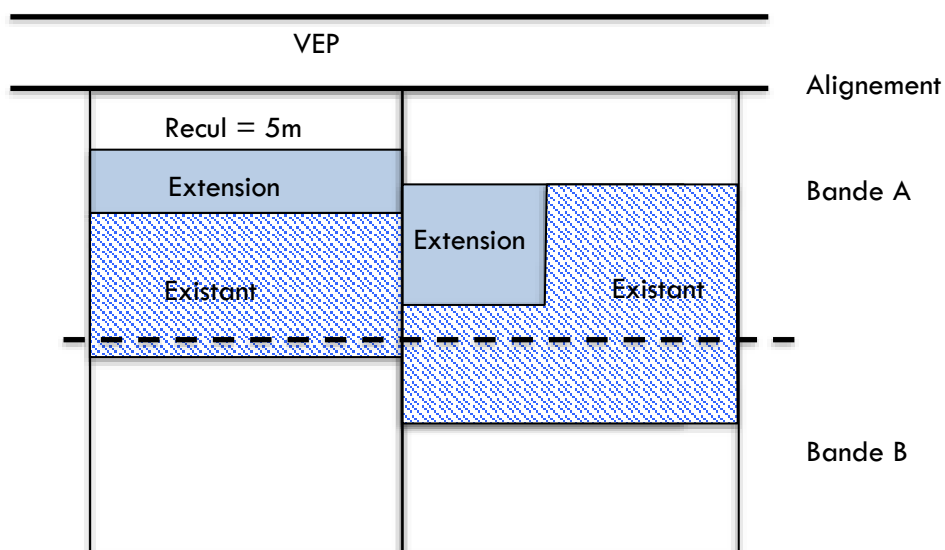 VEP
Alignement
Recul = 5m
Extension
Bande A
Extension
Existant
Existant
Bande B